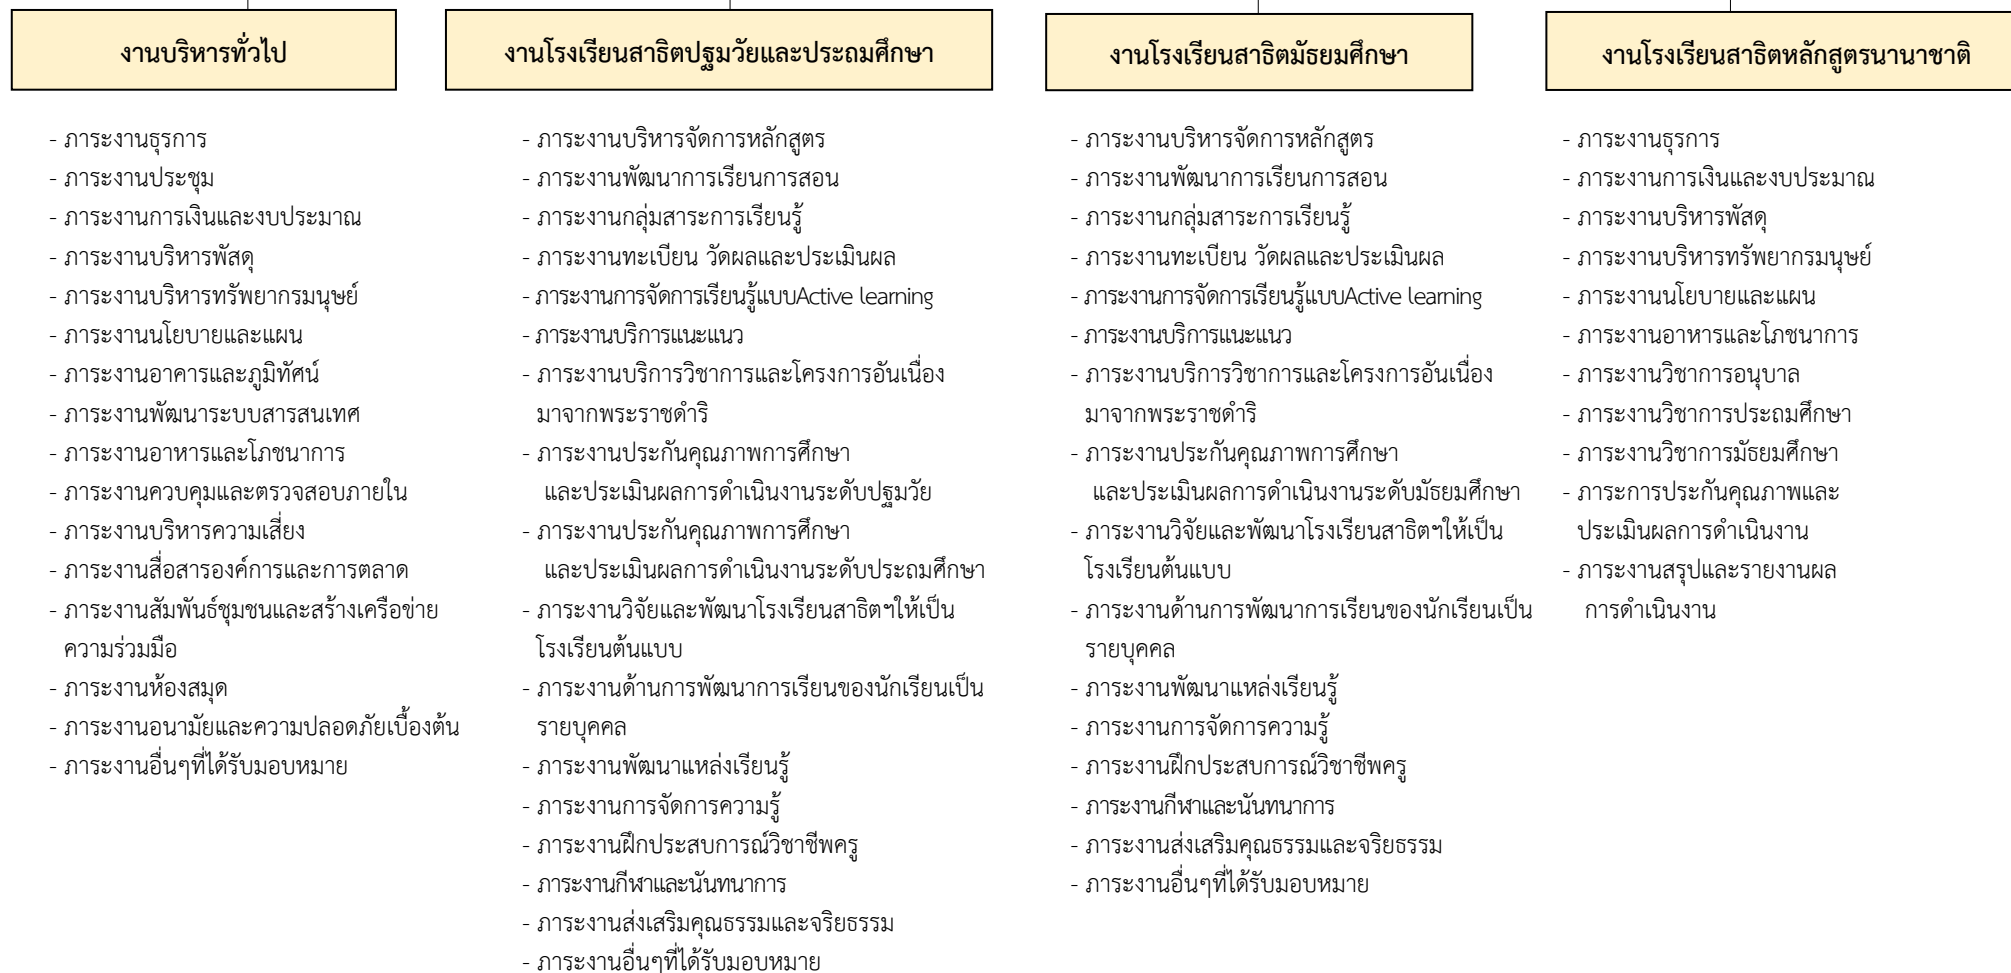 งานบริหารทั่วไป
- ภาระงานธุรการ
- ภาระงานประชุม
- ภาระงานการเงินและงบประมาณ
- ภาระงานบริหารพัสดุ
- ภาระงานบริหารทรัพยากรมนุษย์
- ภาระงานนโยบายและแผน
- ภาระงานอาคารและภูมิทัศน์
- ภาระงานพัฒนาระบบสารสนเทศ
- ภาระงานอาหารและโภชนาการ
- ภาระงานควบคุมและตรวจสอบภายใน
- ภาระงานบริหารความเสี่ยง
- ภาระงานสื่อสารองค์การและการตลาด
- ภาระงานสัมพันธ์ชุมชนและสร้างเครือข่าย
ความร่วมมือ
- ภาระงานห้องสมุด
- ภาระงานอนามัยและความปลอดภัยเบื้องต้น
- ภาระงานอื่นๆที่ได้รับมอบหมาย
งานโรงเรียนสาธิตปฐมวัยและประถมศึกษา
- ภาระงานบริหารจัดการหลักสูตร
- ภาระงานพัฒนาการเรียนการสอน
- ภาระงานกลุ่มสาระการเรียนรู้
- ภาระงานทะเบียน วัดผลและประเมินผล
- ภาระงานการจัดการเรียนรู้แบบActive learning
- ภาระงานบริการแนะแนว
- ภาระงานบริการวิชาการและโครงการอันเนื่อง
มาจากพระราชดำริ
- ภาระงานประกันคุณภาพการศึกษา
และประเมินผลการดำเนินงานระดับปฐมวัย
- ภาระงานประกันคุณภาพการศึกษา
และประเมินผลการดำเนินงานระดับประถมศึกษา
- ภาระงานวิจัยและพัฒนาโรงเรียนสาธิตฯให้เป็น
โรงเรียนต้นแบบ
- ภาระงานด้านการพัฒนาการเรียนของนักเรียนเป็น
รายบุคคล
- ภาระงานพัฒนาแหล่งเรียนรู้
- ภาระงานการจัดการความรู้
- ภาระงานฝึกประสบการณ์วิชาชีพครู
- ภาระงานกีฬาและนันทนาการ
- ภาระงานส่งเสริมคุณธรรมและจริยธรรม
- ภาระงานอื่นๆที่ได้รับมอบหมาย
งานโรงเรียนสาธิตมัธยมศึกษา
- ภาระงานบริหารจัดการหลักสูตร
- ภาระงานพัฒนาการเรียนการสอน
- ภาระงานกลุ่มสาระการเรียนรู้
- ภาระงานทะเบียน วัดผลและประเมินผล
- ภาระงานการจัดการเรียนรู้แบบActive learning
- ภาระงานบริการแนะแนว
- ภาระงานบริการวิชาการและโครงการอันเนื่อง
มาจากพระราชดำริ
- ภาระงานประกันคุณภาพการศึกษา
และประเมินผลการดำเนินงานระดับมัธยมศึกษา
- ภาระงานวิจัยและพัฒนาโรงเรียนสาธิตฯให้เป็น
โรงเรียนต้นแบบ
- ภาระงานด้านการพัฒนาการเรียนของนักเรียนเป็น
รายบุคคล
- ภาระงานพัฒนาแหล่งเรียนรู้
- ภาระงานการจัดการความรู้
- ภาระงานฝึกประสบการณ์วิชาชีพครู
- ภาระงานกีฬาและนันทนาการ
- ภาระงานส่งเสริมคุณธรรมและจริยธรรม
- ภาระงานอื่นๆที่ได้รับมอบหมาย
งานโรงเรียนสาธิตหลักสูตรนานาชาติ
- ภาระงานธุรการ
- ภาระงานการเงินและงบประมาณ
- ภาระงานบริหารพัสดุ
- ภาระงานบริหารทรัพยากรมนุษย์
- ภาระงานนโยบายและแผน
- ภาระงานอาหารและโภชนาการ
- ภาระงานวิชาการอนุบาล
- ภาระงานวิชาการประถมศึกษา
- ภาระงานวิชาการมัธยมศึกษา
- ภาระการประกันคุณภาพและ
ประเมินผลการดำเนินงาน
- ภาระงานสรุปและรายงานผล
การดำเนินงาน